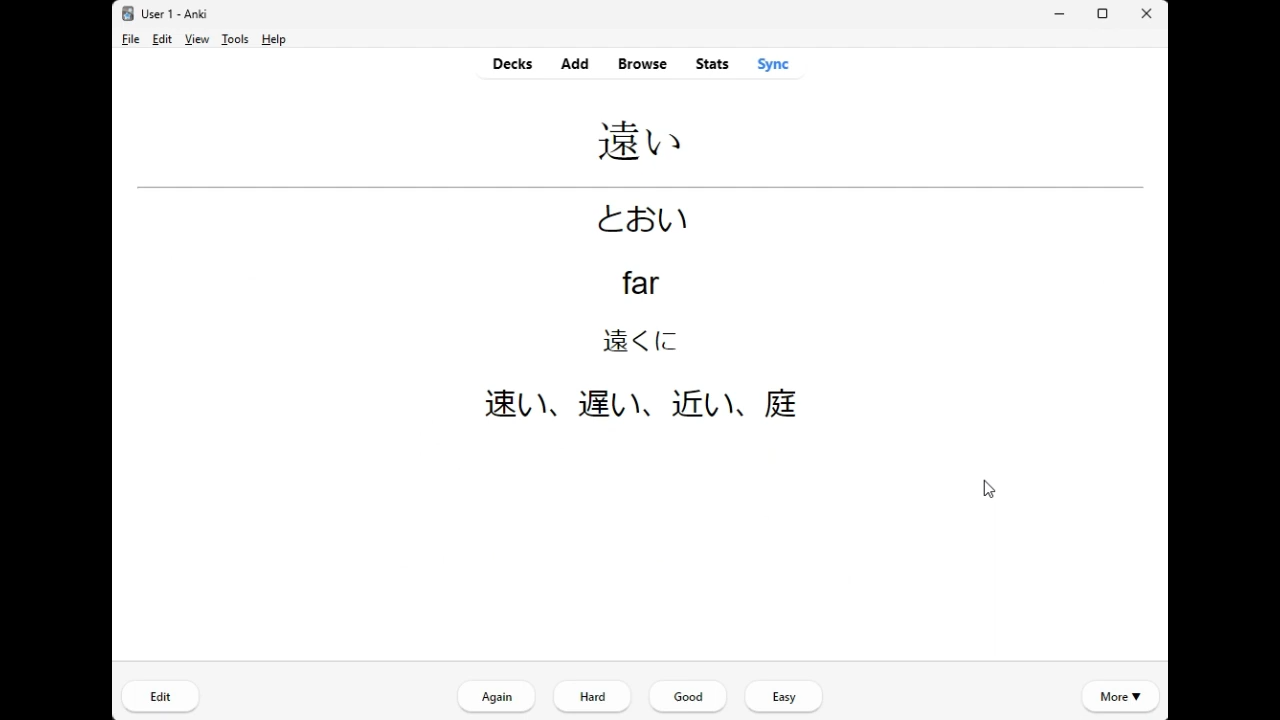 User 1 - Anki
File Edit View Tools Help
Decks Add Browse Stats Sync
遠い
とおい
far
遠くに
速い、遅い、近い、庭
Edit Again Hard Good Easy More ▼